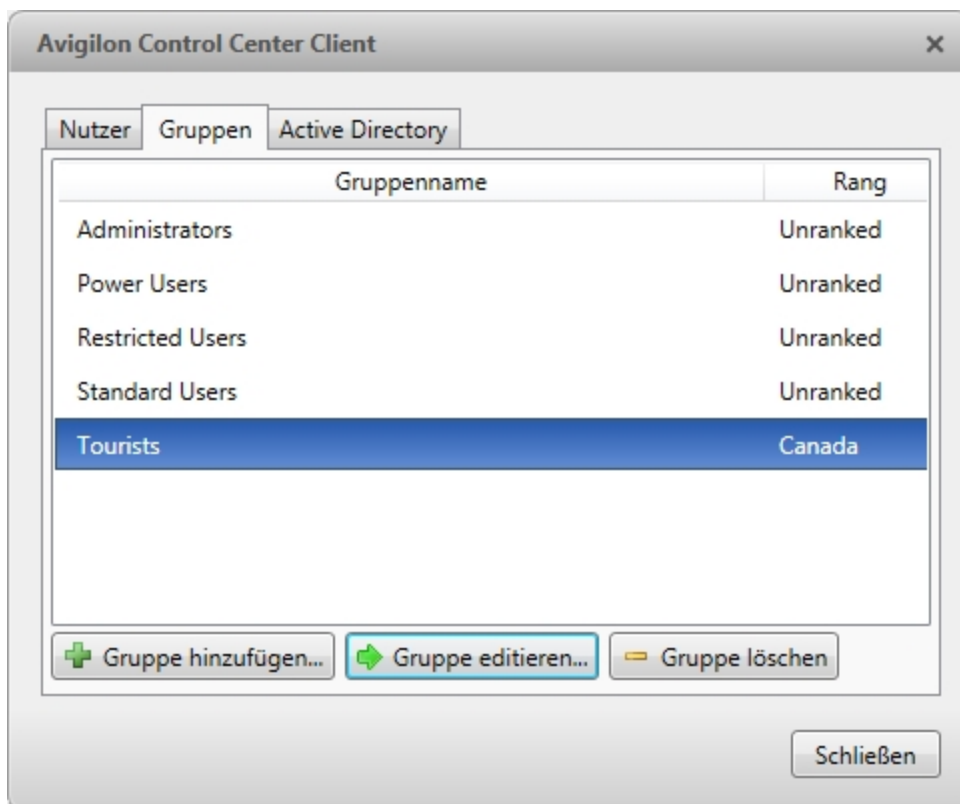 Avigilon Control Center Client
Nutzer Gruppen Active Directory
Gruppenname Rang
Administrators Unranked
Power Users Unranked
Restricted Users Unranked
Standard Users Unranked
Tourists Canada
Gruppe hinzufügen... Gruppe editieren... Gruppe löschen
Schließen